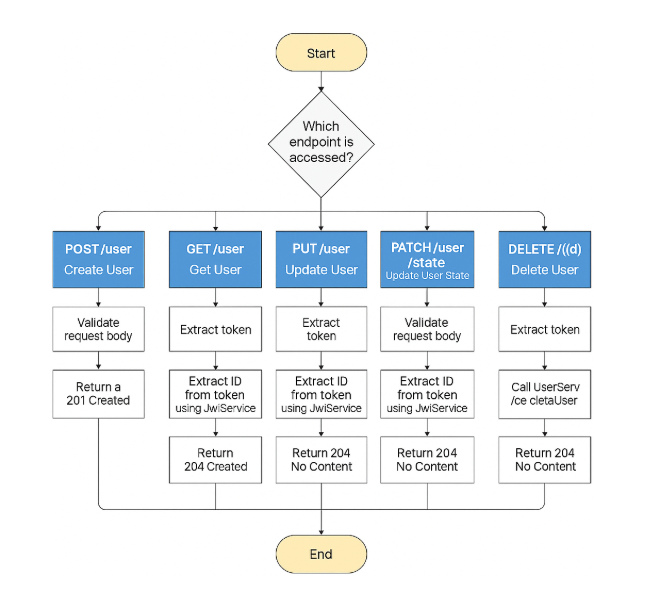 Start
Which
endpoint is
accessed?
POST /user
Create User
GET /user
Get User
PUT /user
Update User
PATCH /user
/state
Update User State
DELETE /((d)
Delete User
Validate
request body
Extract token
Extract
token
Validate
request body
Extract token
Return a
201 Created
Extract ID
from token
using JwiService
Extract ID
from token
using JwiService
Extract ID
from token
using JwiService
Call UserServ
/ce cletaUser
Return
204 Created
Return 204
No Content
Return 204
No Content
Return 204
No Content
End